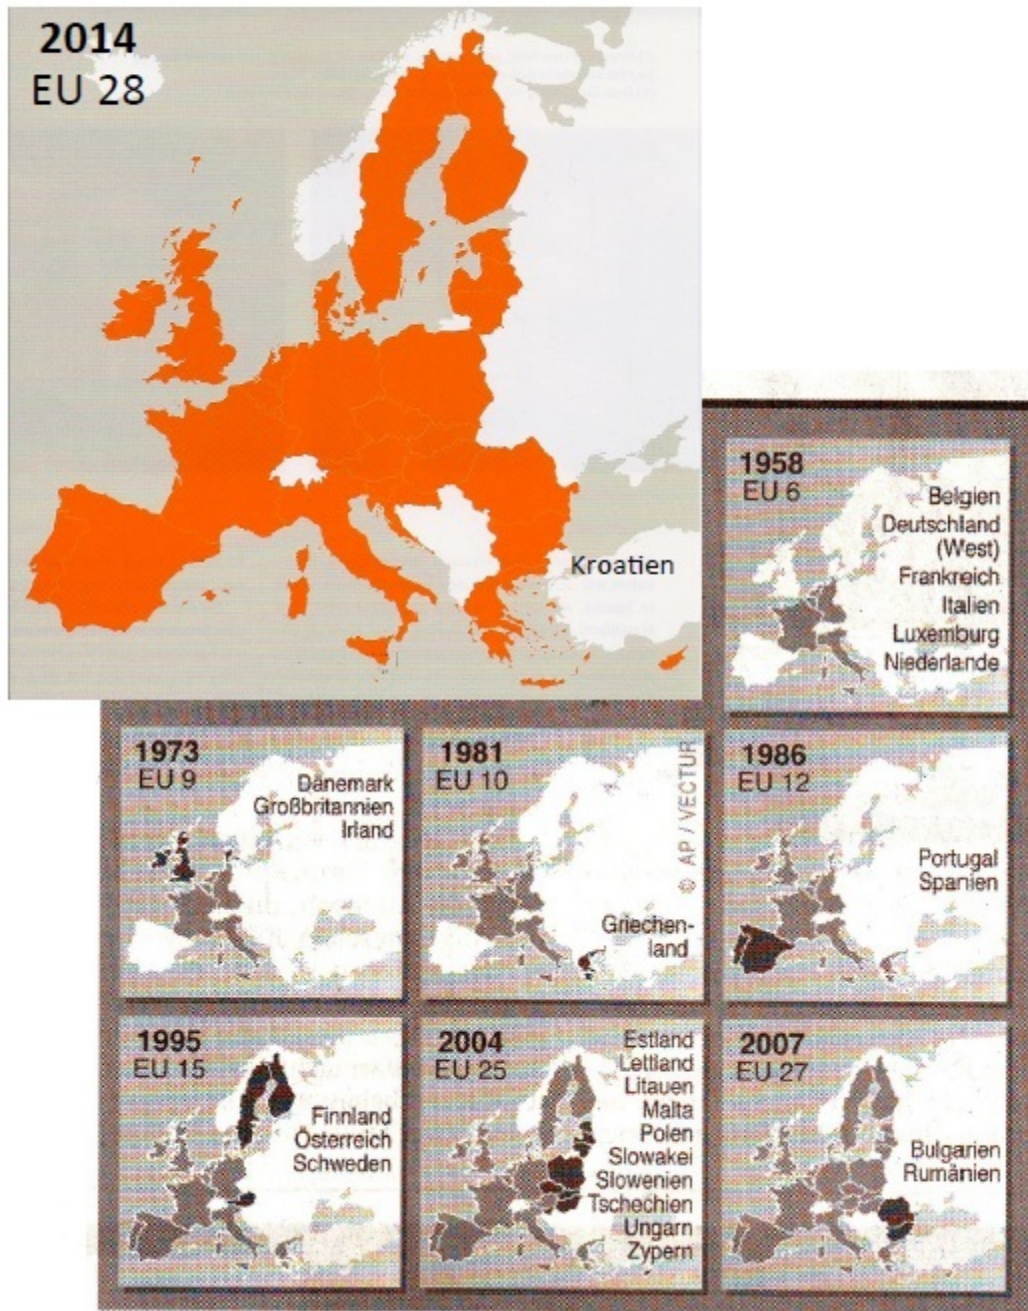 2014
EU 28
Kroatien
1958
EU 6
Belgien
Deutschland
(West)
Frankreich
Italien
Luxemburg
Niederlande
1973
EU 9
Dänemark
Großbritannien
Irland
1981
EU 10
Griechen-
land
© AP / VECTUR
1986
EU 12
Portugal
Spanien
1995
EU 15
Finnland
Österreich
Schweden
2004
EU 25
Estland
Lettland
Litauen
Malta
Polen
Slowakei
Slowenien
Tschechien
Ungarn
Zypern
2007
EU 27
Bulgarien
Rumänien